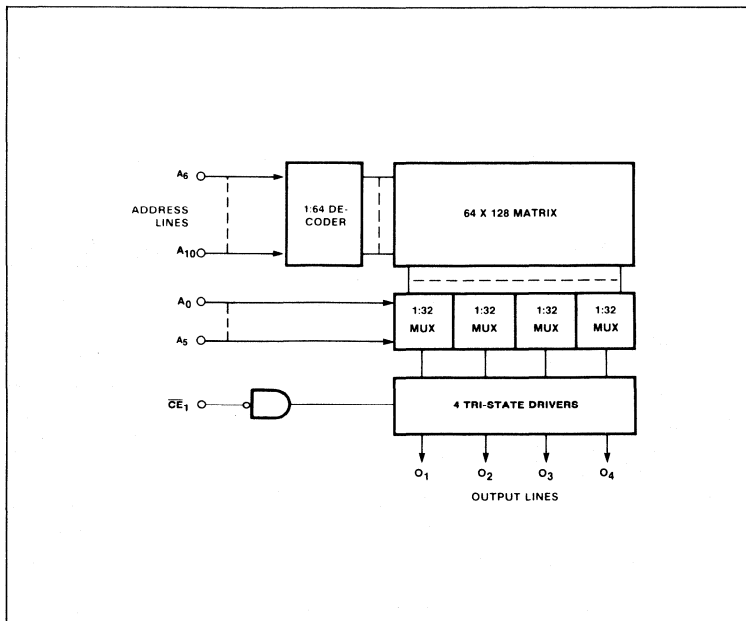 A6
ADDRESS
LINES
A10
1:64 DE-
CODER
64 X 128 MATRIX
A0
A5
1:32
MUX
1:32
MUX
1:32
MUX
1:32
MUX
CE1
4 TRI-STATE DRIVERS
O1
O2
O3
O4
OUTPUT LINES